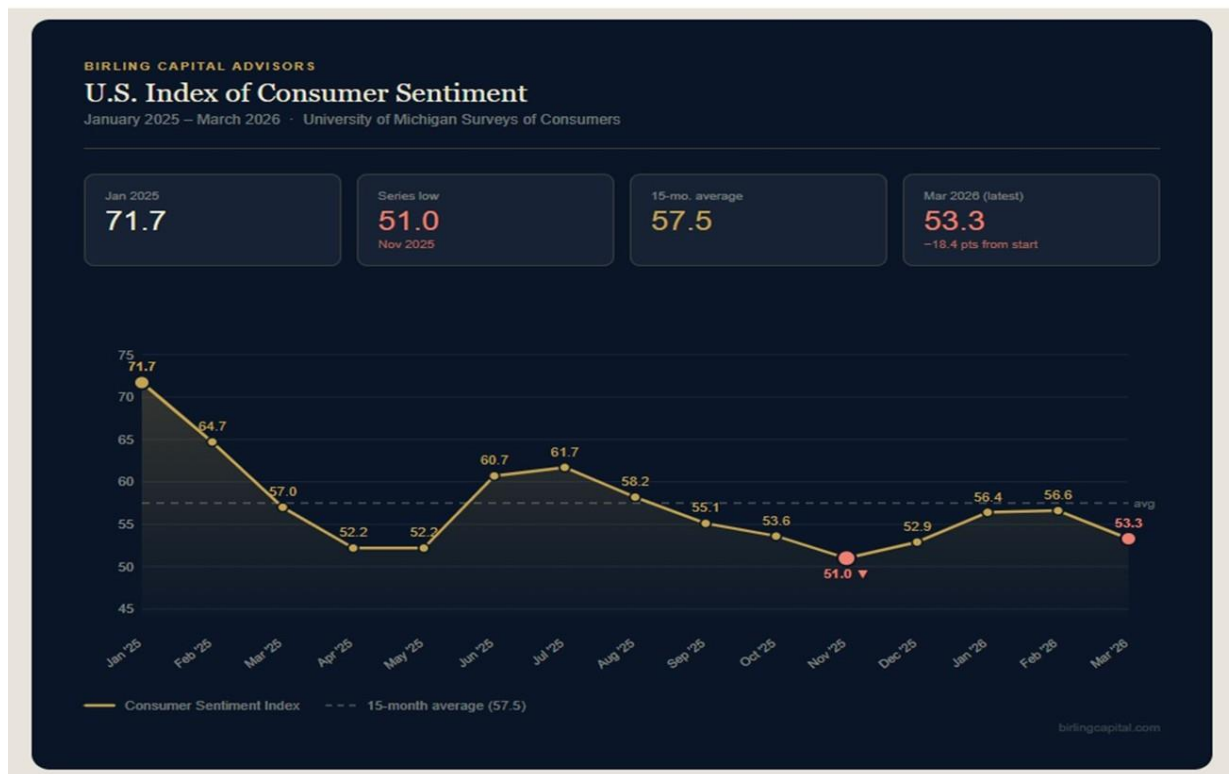 BIRLING CAPITAL ADVISORS
U.S. Index of Consumer Sentiment
January 2025 – March 2026 · University of Michigan Surveys of Consumers
Jan 2025
71.7
Series low
51.0
Nov 2025
15-mo. average
57.5
Mar 2026 (latest)
53.3
−18.4 pts from start
75
70
65
60
55
50
45
71.7
64.7
57.0
52.2
52.2
60.7
61.7
58.2
55.1
53.6
51.0 ▼
52.9
56.4
56.6
53.3
avg
Jan '25
Feb '25
Mar '25
Apr '25
May '25
Jun '25
Jul '25
Aug '25
Sep '25
Oct '25
Nov '25
Dec '25
Jan '26
Feb '26
Mar '26
Consumer Sentiment Index
15-month average (57.5)
birlingcapital.com